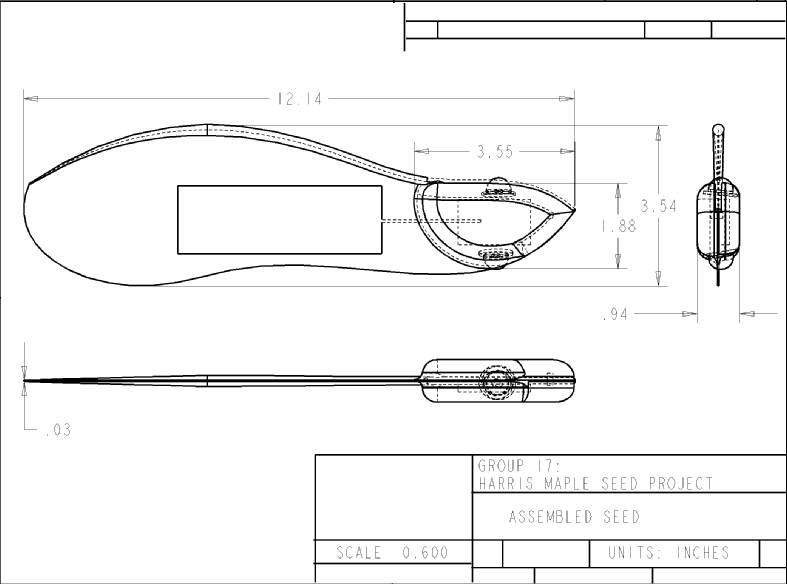 12.14
3.55
3.54
1.88
.94
.03
GROUP 17:
HARRIS MAPLE SEED PROJECT
ASSEMBLED SEED
SCALE 0.600
UNITS: INCHES